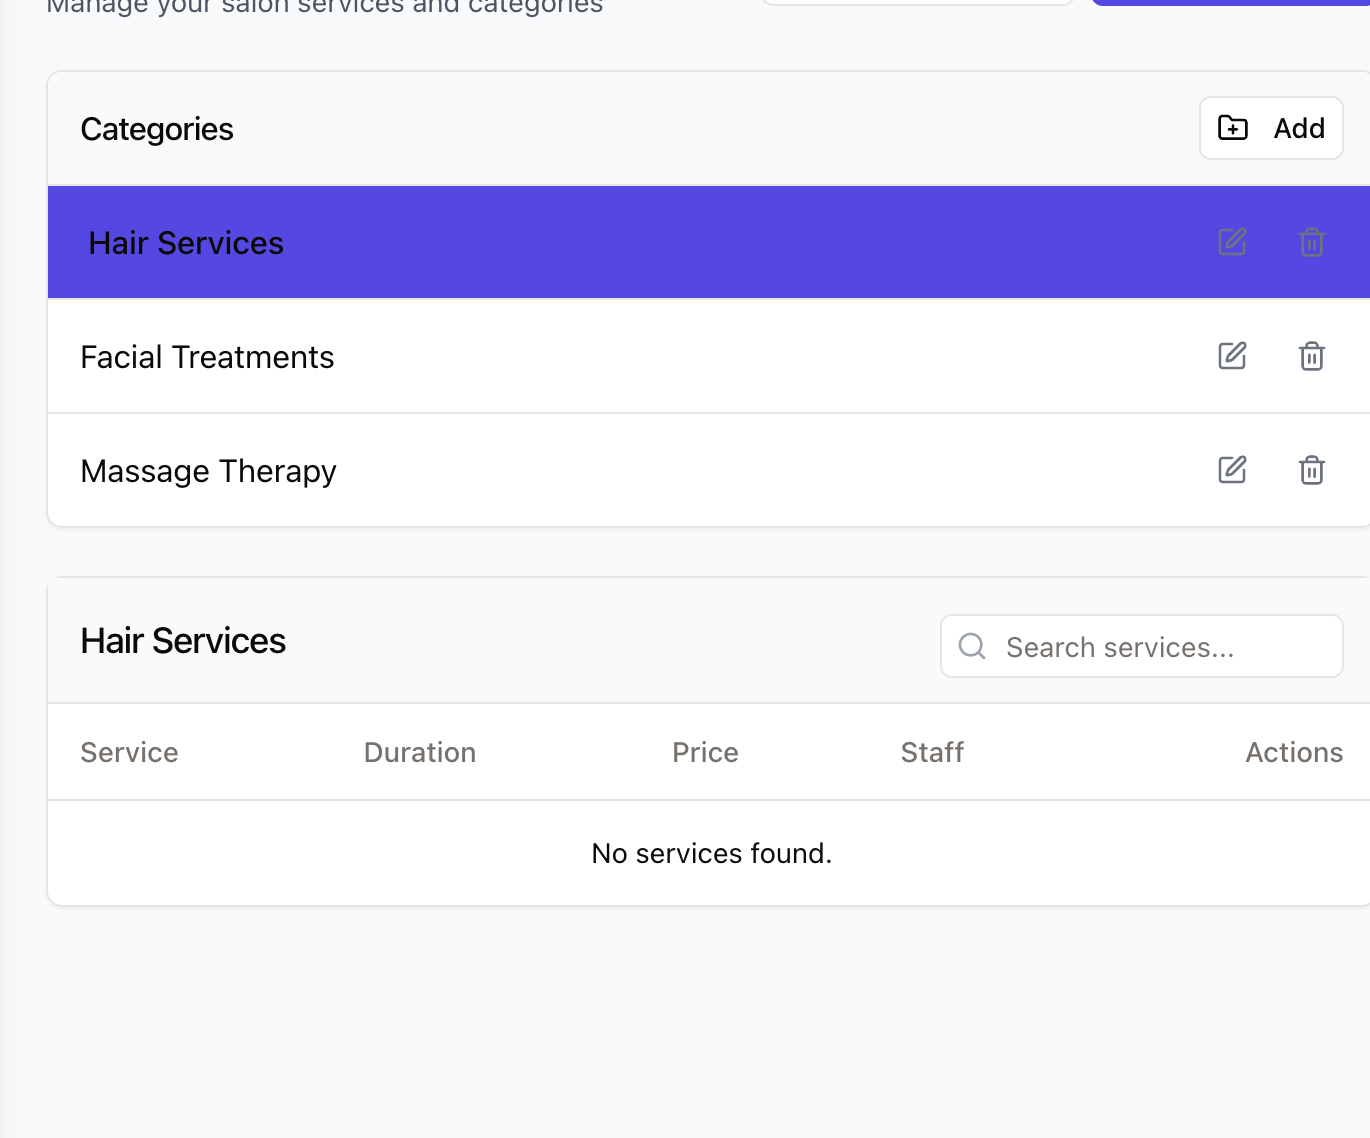 Manage your salon services and categories
Categories
Add
Hair Services
Facial Treatments
Massage Therapy
Hair Services
Search services...
Service Duration Price Staff Actions
No services found.